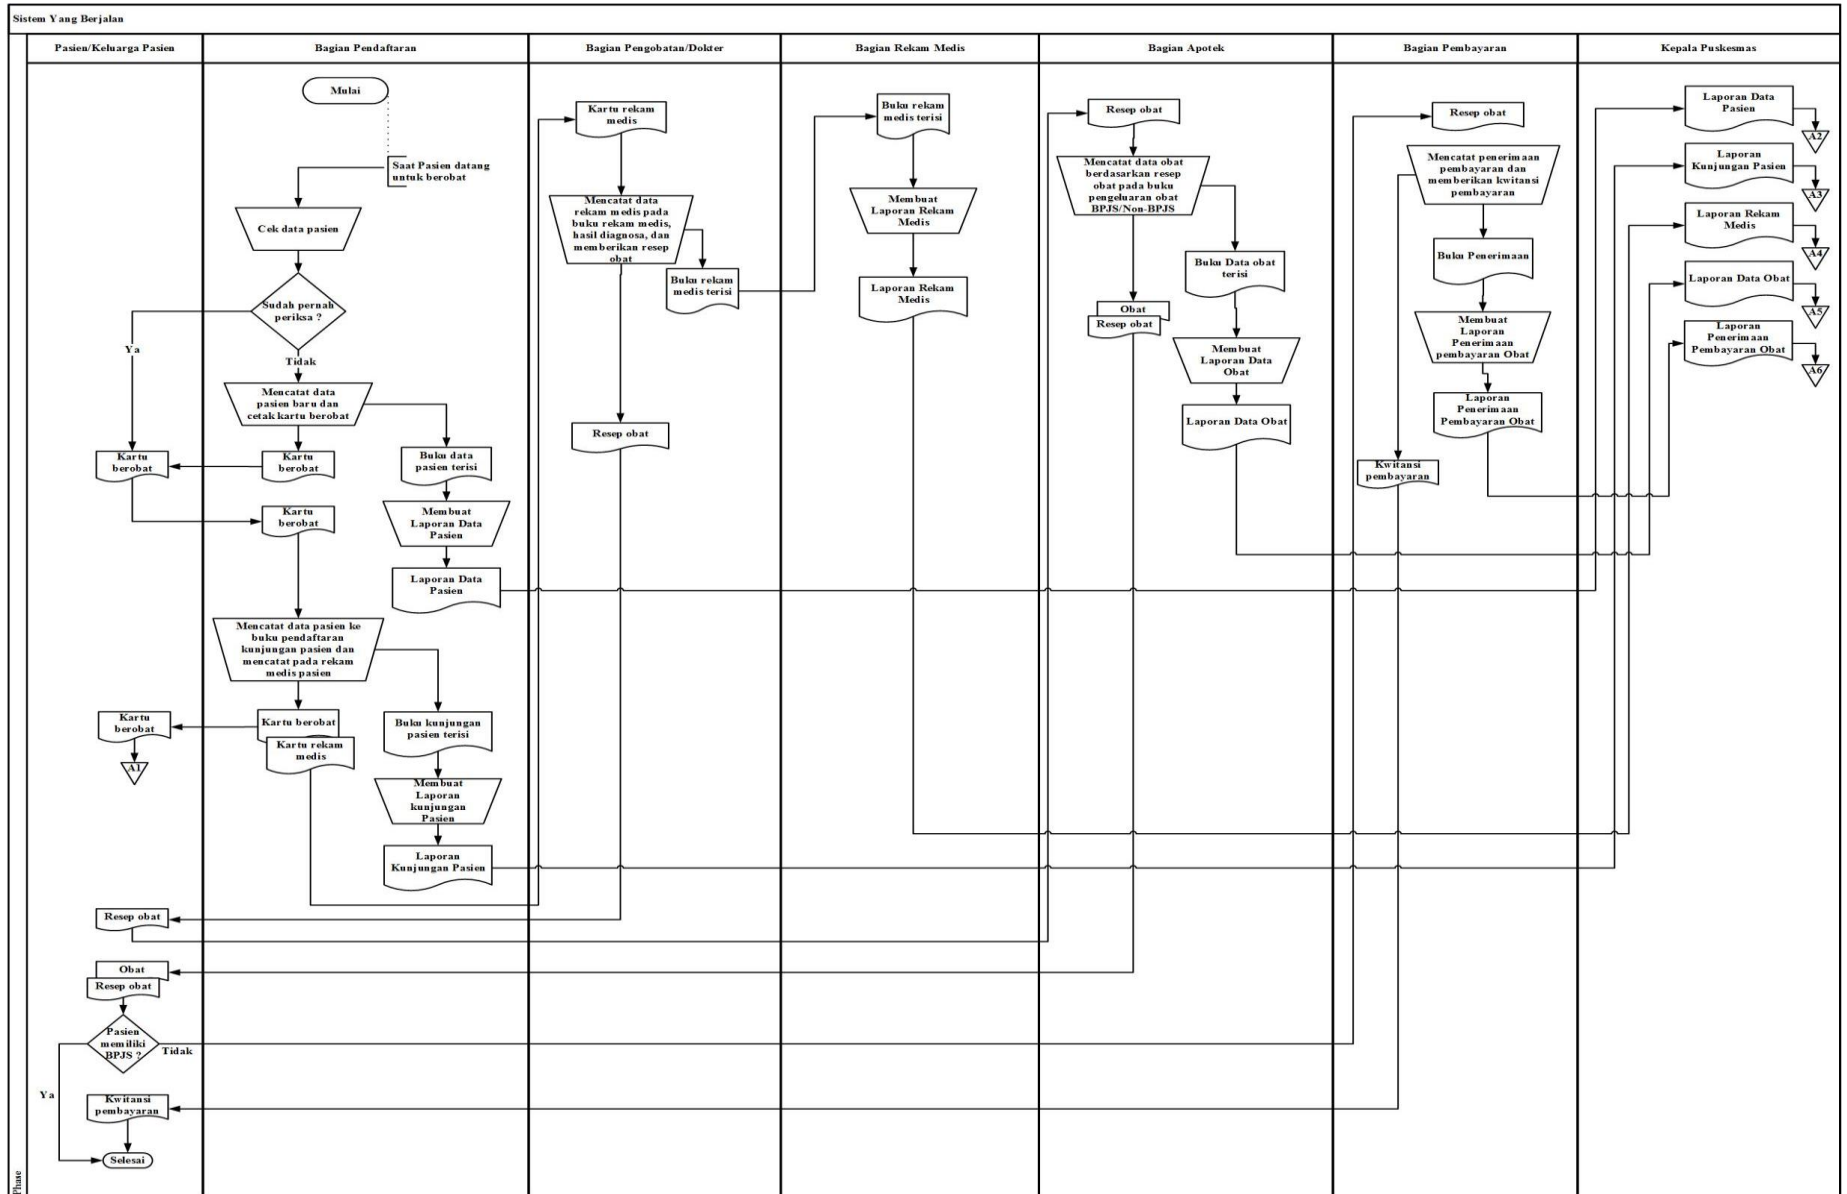 Sistem Yang Berjalan
Pasien/Keluarga Pasien
Bagian Pendaftaran
Bagian Pengobatan/Dokter
Bagian Rekam Medis
Bagian Apotek
Bagian Pembayaran
Kepala Puskesmas
Kartu
berobat
Kartu
berobat
A1
Resep obat
Obat
Resep obat
Pasien
memiliki
BPJS ?
Tidak
Ya
Kwitansi
pembayaran
Selesai
Phase
Mulai
Saat Pasien datang
untuk berobat
Cek data pasien
Sudah pernah
periksa ?
Ya
Tidak
Mencatat data
pasien baru dan
cetak kartu berobat
Kartu
berobat
Buku data
pasien terisi
Kartu
berobat
Membuat
Laporan Data
Pasien
Laporan Data
Pasien
Mencatat data pasien ke
buku pendaftaran
kunjungan pasien dan
mencatat pada rekam
medis pasien
Kartu berobat
Kartu rekam
medis
Buku kunjungan
pasien terisi
Membuat
Laporan
kunjungan
Pasien
Laporan
Kunjungan Pasien
Kartu rekam
medis
Mencatat data
rekam medis pada
buku rekam medis,
hasil diagnosa, dan
memberikan resep
obat
Buku rekam
medis terisi
Resep obat
Buku rekam
medis terisi
Membuat
Laporan Rekam
Medis
Laporan Rekam
Medis
Resep obat
Mencatat data obat
berdasarkan resep
obat pada buku
pengeluaran obat
BPJS/Non-BPJS
Buku Data obat
terisi
Obat
Resep obat
Membuat
Laporan Data
Obat
Laporan Data Obat
Resep obat
Mencatat penerimaan
pembayaran dan
memberikan kwitansi
pembayaran
Buku Penerimaan
Membuat
Laporan
Penerimaan
pembayaran Obat
Laporan
Penerimaan
Pembayaran Obat
Kwitansi
pembayaran
Laporan Data
Pasien
A2
Laporan
Kunjungan Pasien
A3
Laporan Rekam
Medis
A4
Laporan Data Obat
A5
Laporan
Penerimaan
Pembayaran Obat
A6